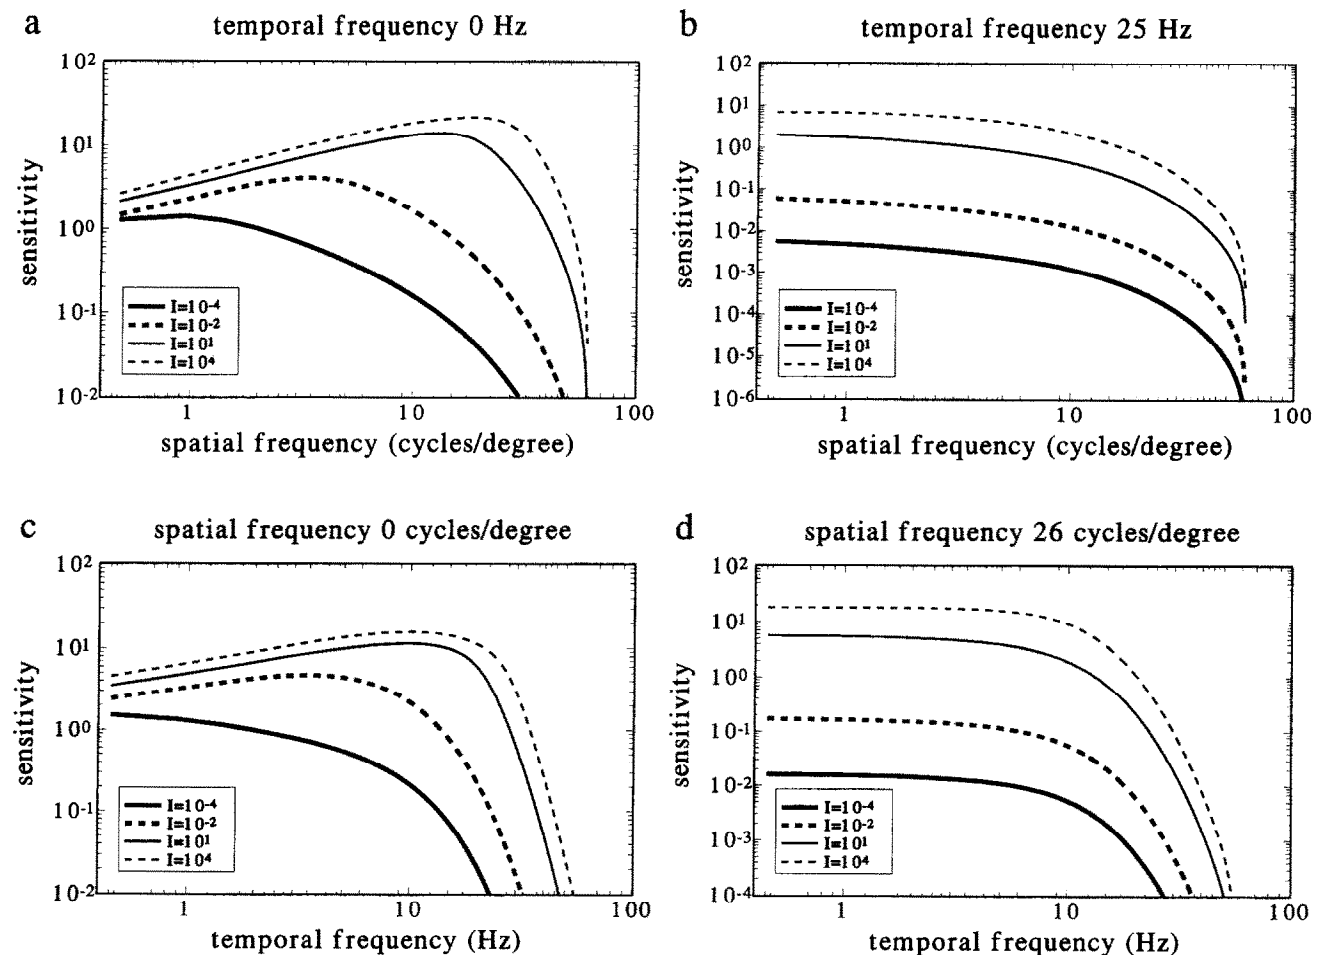 a
temporal frequency 0 Hz
10²
10¹
10⁰
10⁻¹
10⁻²
sensitivity
I=10⁻⁴
I=10⁻²
I=10¹
I=10⁴
1 10 100
spatial frequency (cycles/degree)
b
temporal frequency 25 Hz
10²
10¹
10⁰
10⁻¹
10⁻²
10⁻³
10⁻⁴
10⁻⁵
10⁻⁶
sensitivity
I=10⁻⁴
I=10⁻²
I=10¹
I=10⁴
1 10 100
spatial frequency (cycles/degree)
c
spatial frequency 0 cycles/degree
10²
10¹
10⁰
10⁻¹
10⁻²
sensitivity
I=10⁻⁴
I=10⁻²
I=10¹
I=10⁴
1 10 100
temporal frequency (Hz)
d
spatial frequency 26 cycles/degree
10²
10¹
10⁰
10⁻¹
10⁻²
10⁻³
10⁻⁴
sensitivity
I=10⁻⁴
I=10⁻²
I=10¹
I=10⁴
1 10 100
temporal frequency (Hz)